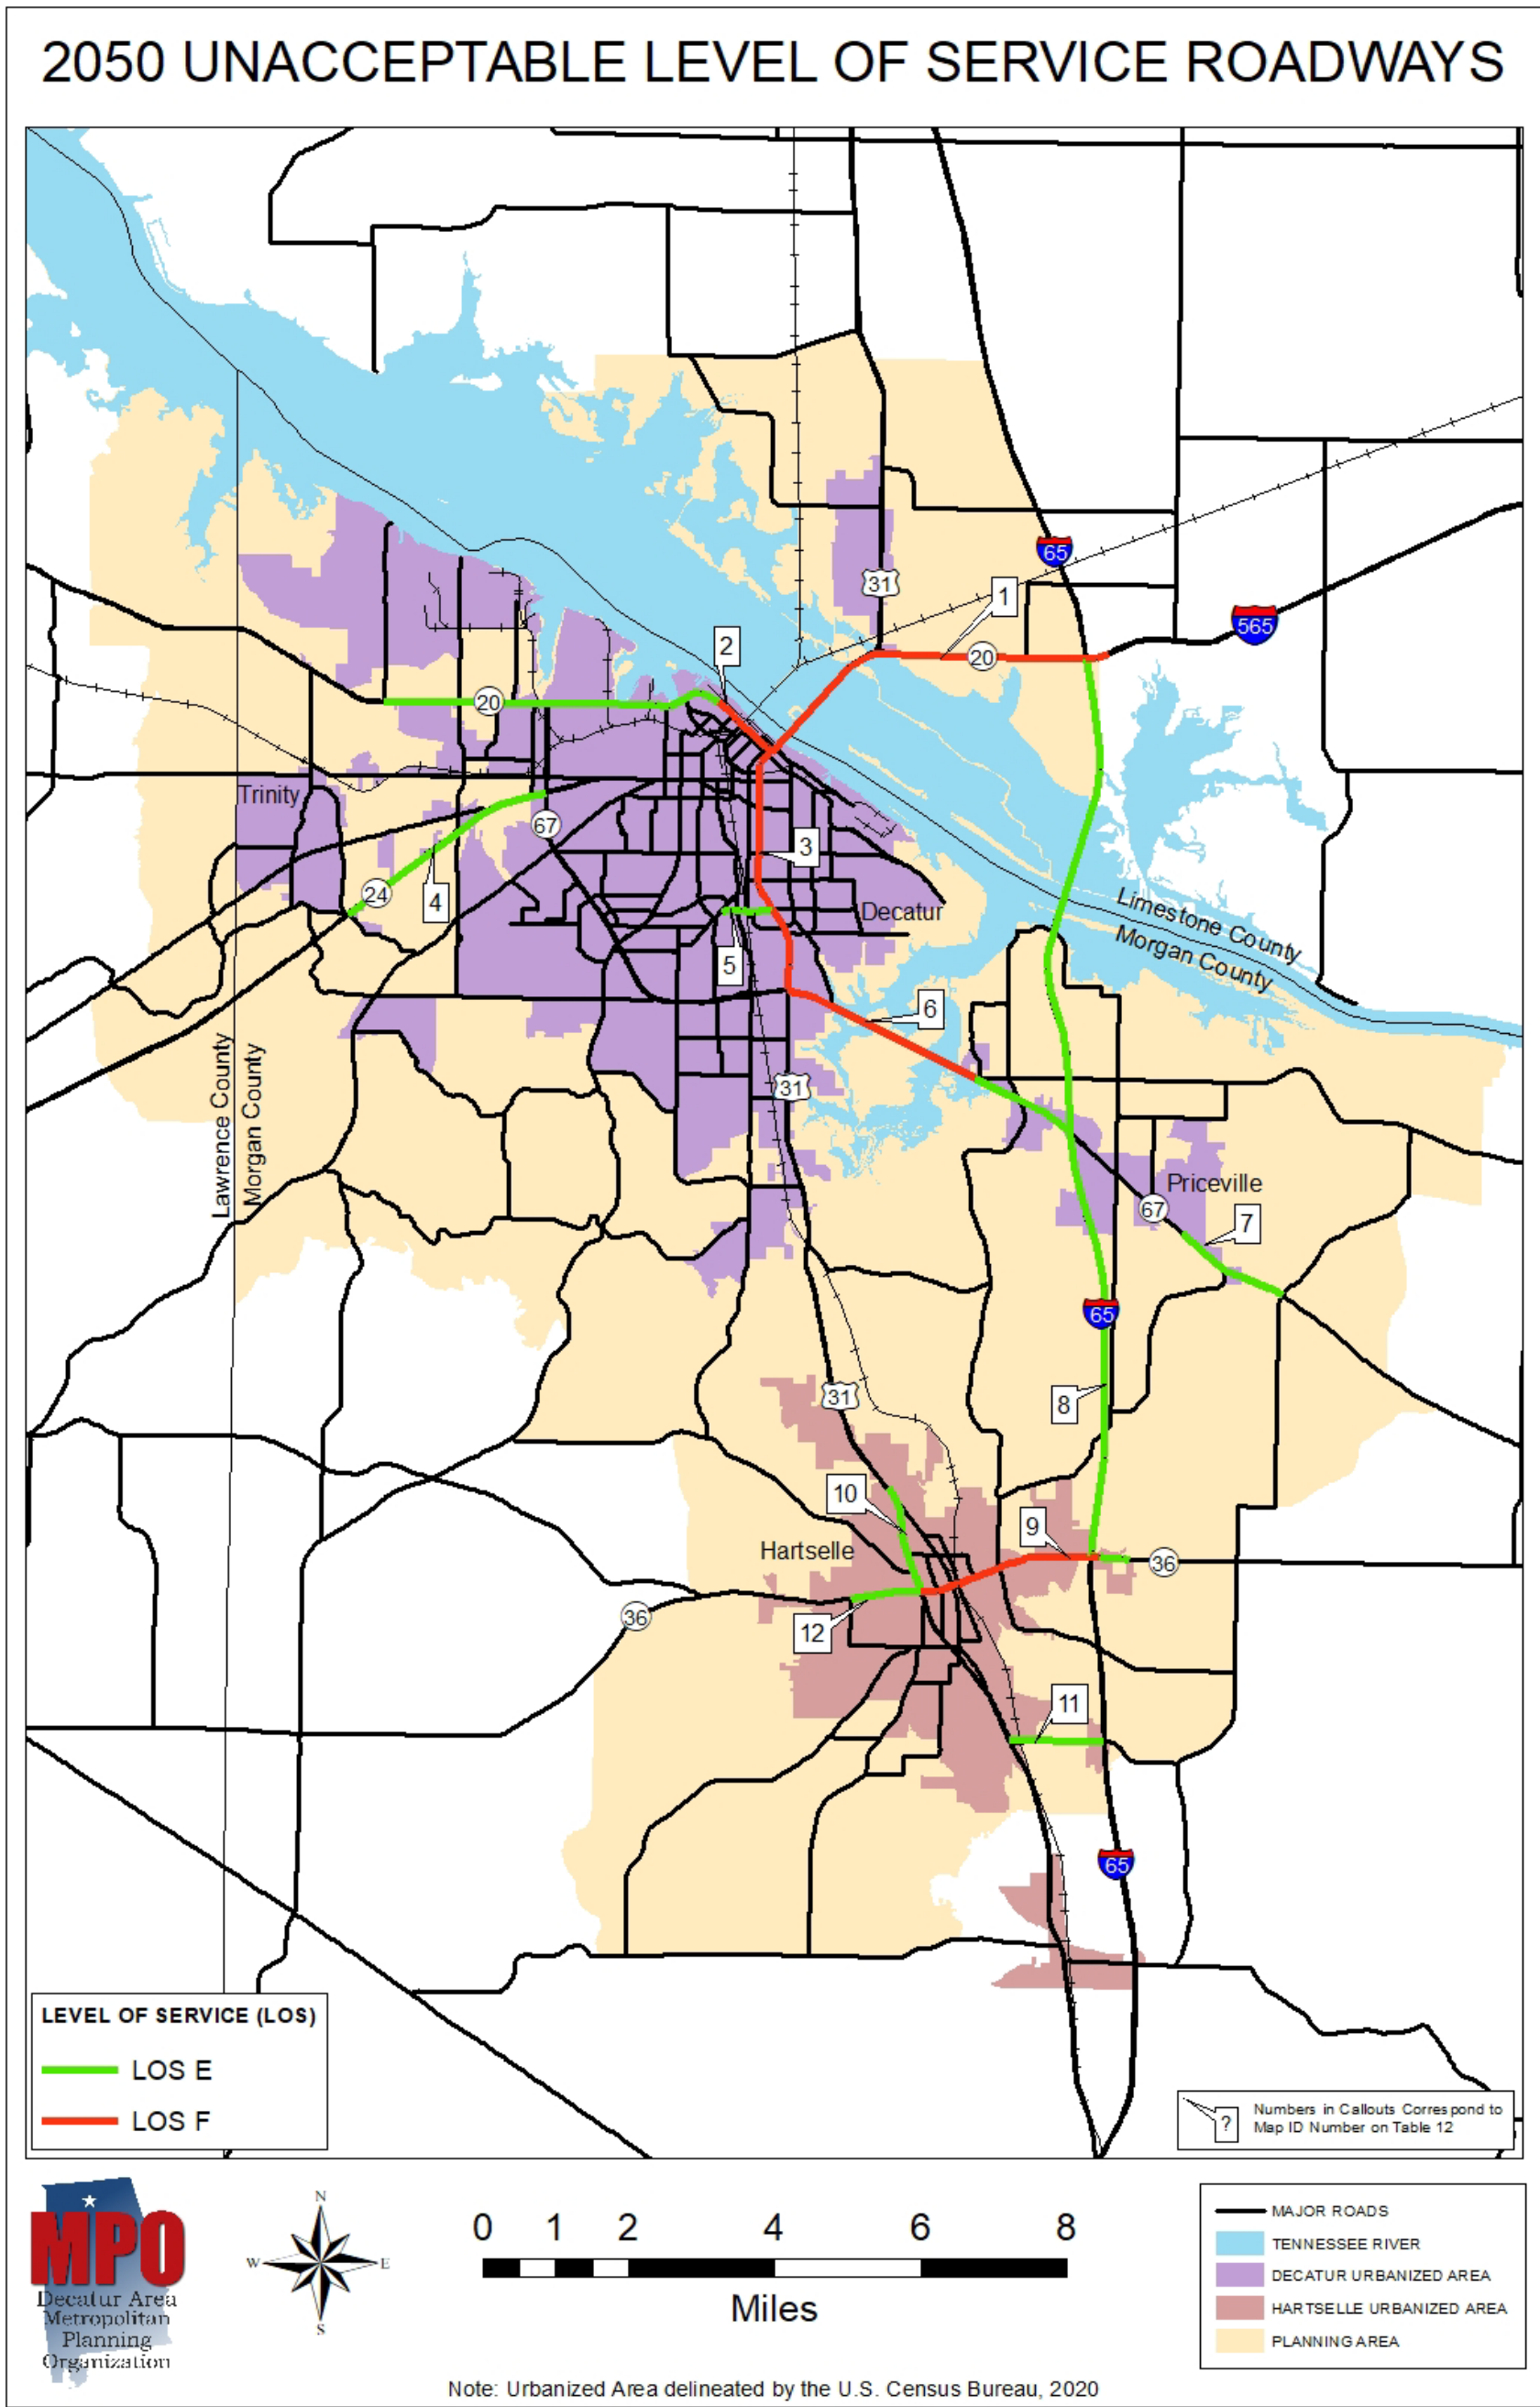 2050 UNACCEPTABLE LEVEL OF SERVICE ROADWAYS
65
31
1
565
2
20
20
Trinity
67
3
24
4
Decatur
Limestone County
Morgan County
5
6
Lawrence County
Morgan County
31
Priceville
67
7
65
31
8
10
9
Hartselle
36
36
12
11
65
LEVEL OF SERVICE (LOS)
LOS E
LOS F
?
Numbers in Callouts Correspond to
Map ID Number on Table 12
MPO
Decatur Area
Metropolitan
Planning
Organization
N
W E
S
0 1 2 4 6 8
Miles
MAJOR ROADS
TENNESSEE RIVER
DECATUR URBANIZED AREA
HARTSELLE URBANIZED AREA
PLANNING AREA
Note: Urbanized Area delineated by the U.S. Census Bureau, 2020